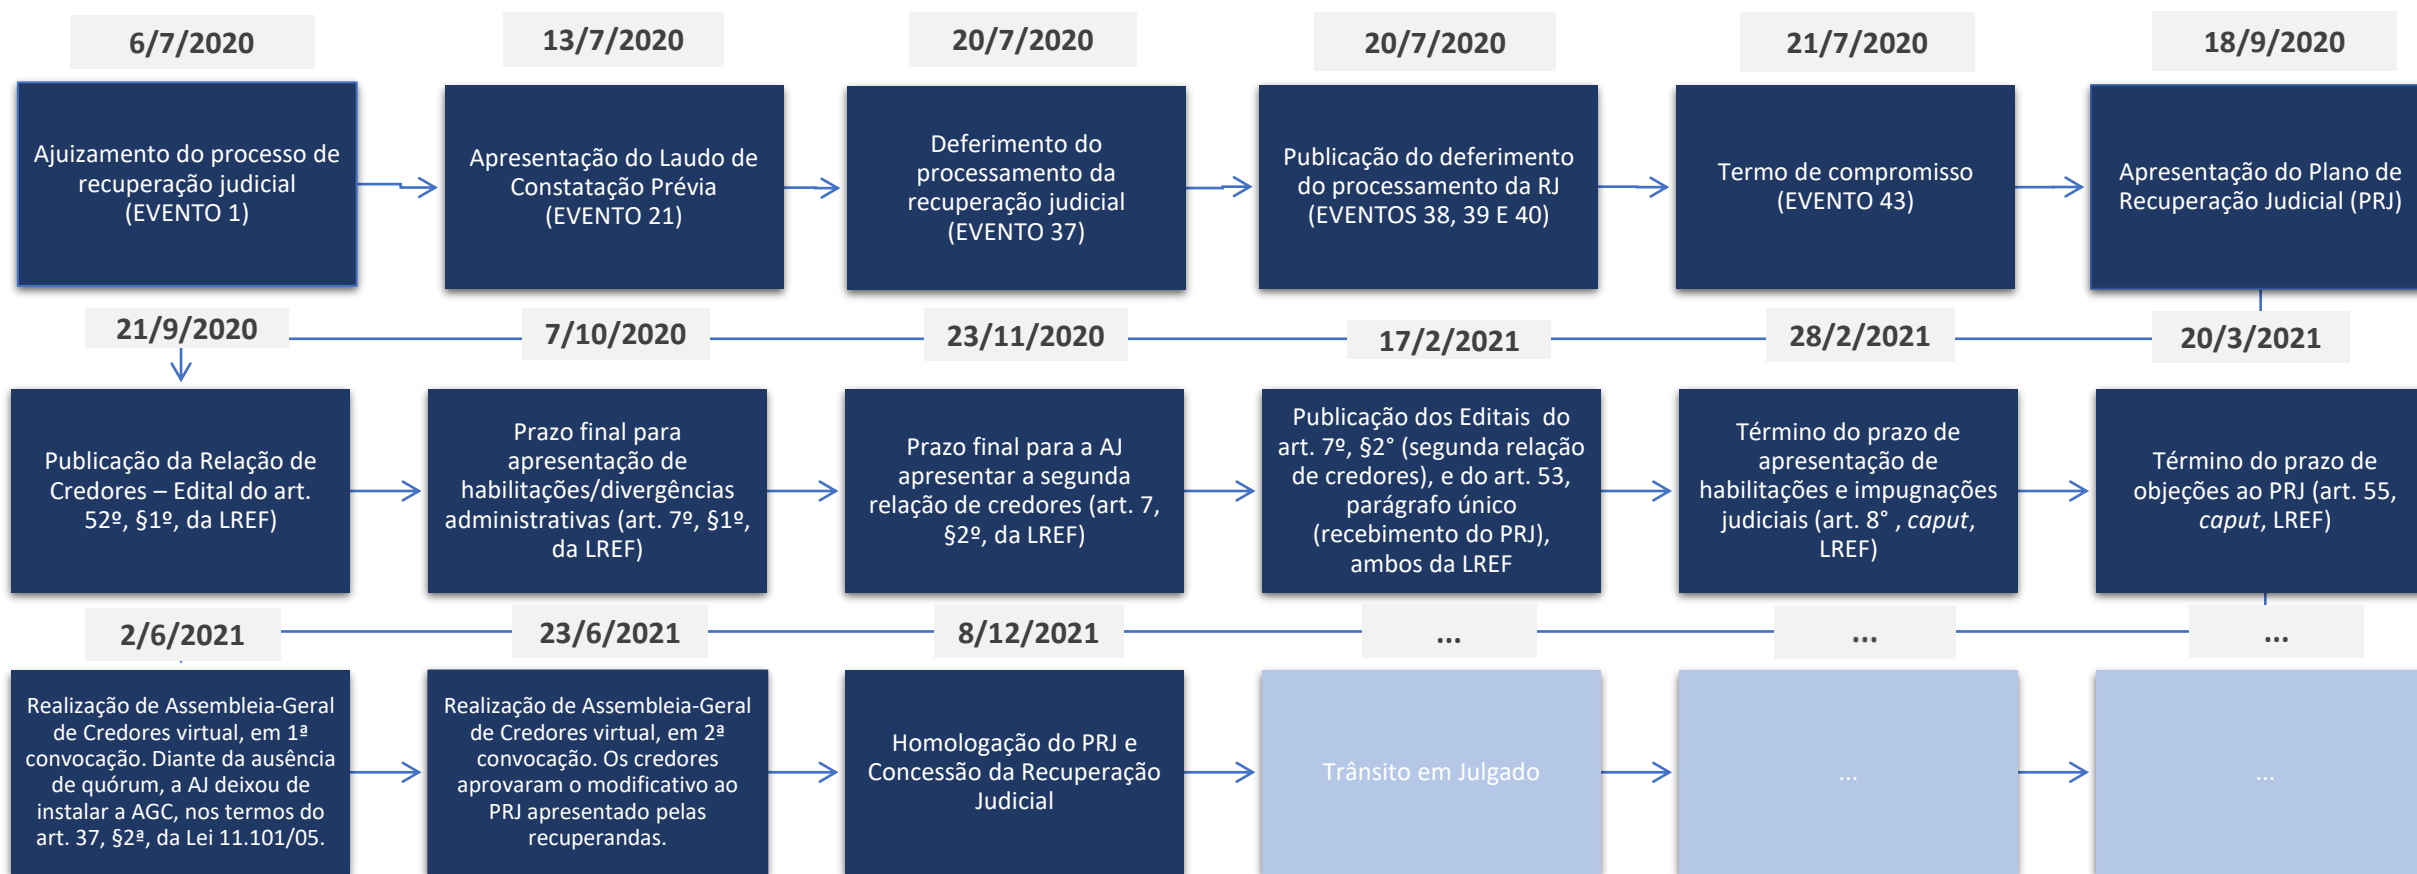 6/7/2020
Ajuizamento do processo de
recuperação judicial
(EVENTO 1)
13/7/2020
Apresentação do Laudo de
Constatação Prévia
(EVENTO 21)
20/7/2020
Deferimento do
processamento da
recuperação judicial
(EVENTO 37)
20/7/2020
Publicação do deferimento
do processamento da RJ
(EVENTOS 38, 39 E 40)
21/7/2020
Termo de compromisso
(EVENTO 43)
18/9/2020
Apresentação do Plano de
Recuperação Judicial (PRJ)
21/9/2020
Publicação da Relação de
Credores – Edital do art.
52º, §1º, da LREF)
7/10/2020
Prazo final para
apresentação de
habilitações/divergências
administrativas (art. 7º, §1º,
da LREF)
23/11/2020
Prazo final para a AJ
apresentar a segunda
relação de credores (art. 7,
§2º, da LREF)
17/2/2021
Publicação dos Editais do
art. 7º, §2° (segunda relação
de credores), e do art. 53,
parágrafo único
(recebimento do PRJ),
ambos da LREF
28/2/2021
Término do prazo de
apresentação de
habilitações e impugnações
judiciais (art. 8° , caput,
LREF)
20/3/2021
Término do prazo de
objeções ao PRJ (art. 55,
caput, LREF)
2/6/2021
Realização de Assembleia-Geral
de Credores virtual, em 1ª
convocação. Diante da ausência
de quórum, a AJ deixou de
instalar a AGC, nos termos do
art. 37, §2ª, da Lei 11.101/05.
23/6/2021
Realização de Assembleia-Geral
de Credores virtual, em 2ª
convocação. Os credores
aprovaram o modificativo ao
PRJ apresentado pelas
recuperandas.
8/12/2021
Homologação do PRJ e
Concessão da Recuperação
Judicial
...
Trânsito em Julgado
...
...
...
...